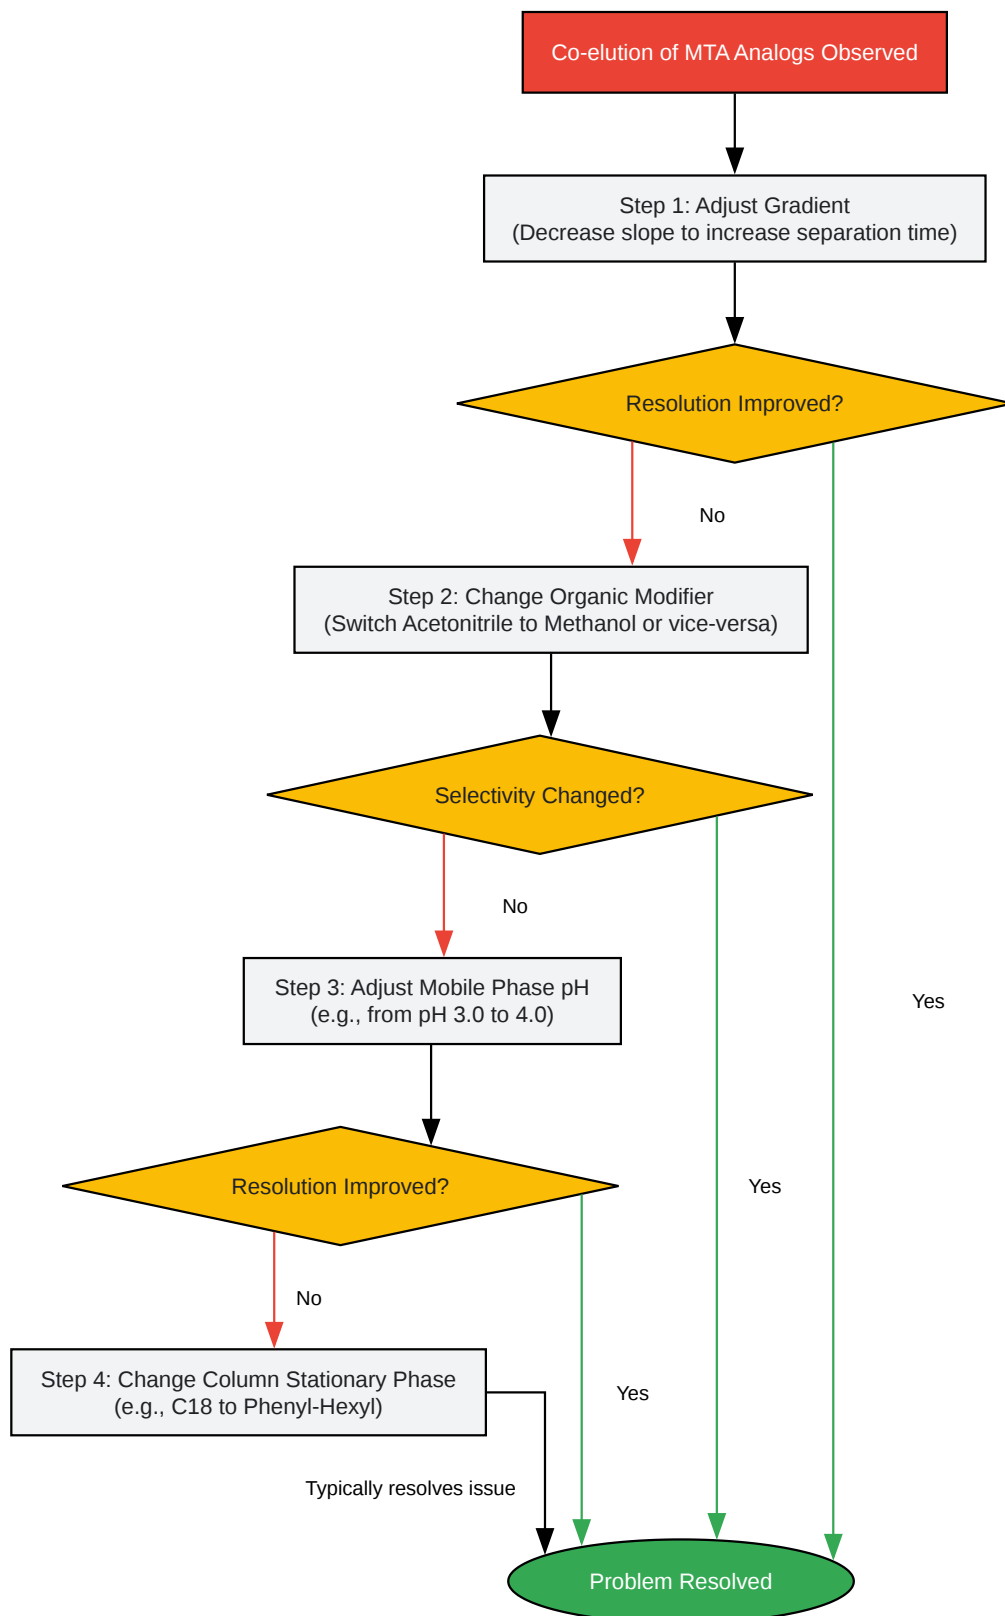 Co-elution of MTA Analogs Observed
Step 1: Adjust Gradient
(Decrease slope to increase separation time)
Resolution Improved?
No
Step 2: Change Organic Modifier
(Switch Acetonitrile to Methanol or vice-versa)
Selectivity Changed?
No
Step 3: Adjust Mobile Phase pH
(e.g., from pH 3.0 to 4.0)
Yes
Resolution Improved?
Yes
No
Step 4: Change Column Stationary Phase
(e.g., C18 to Phenyl-Hexyl)
Yes
Typically resolves issue
Problem Resolved